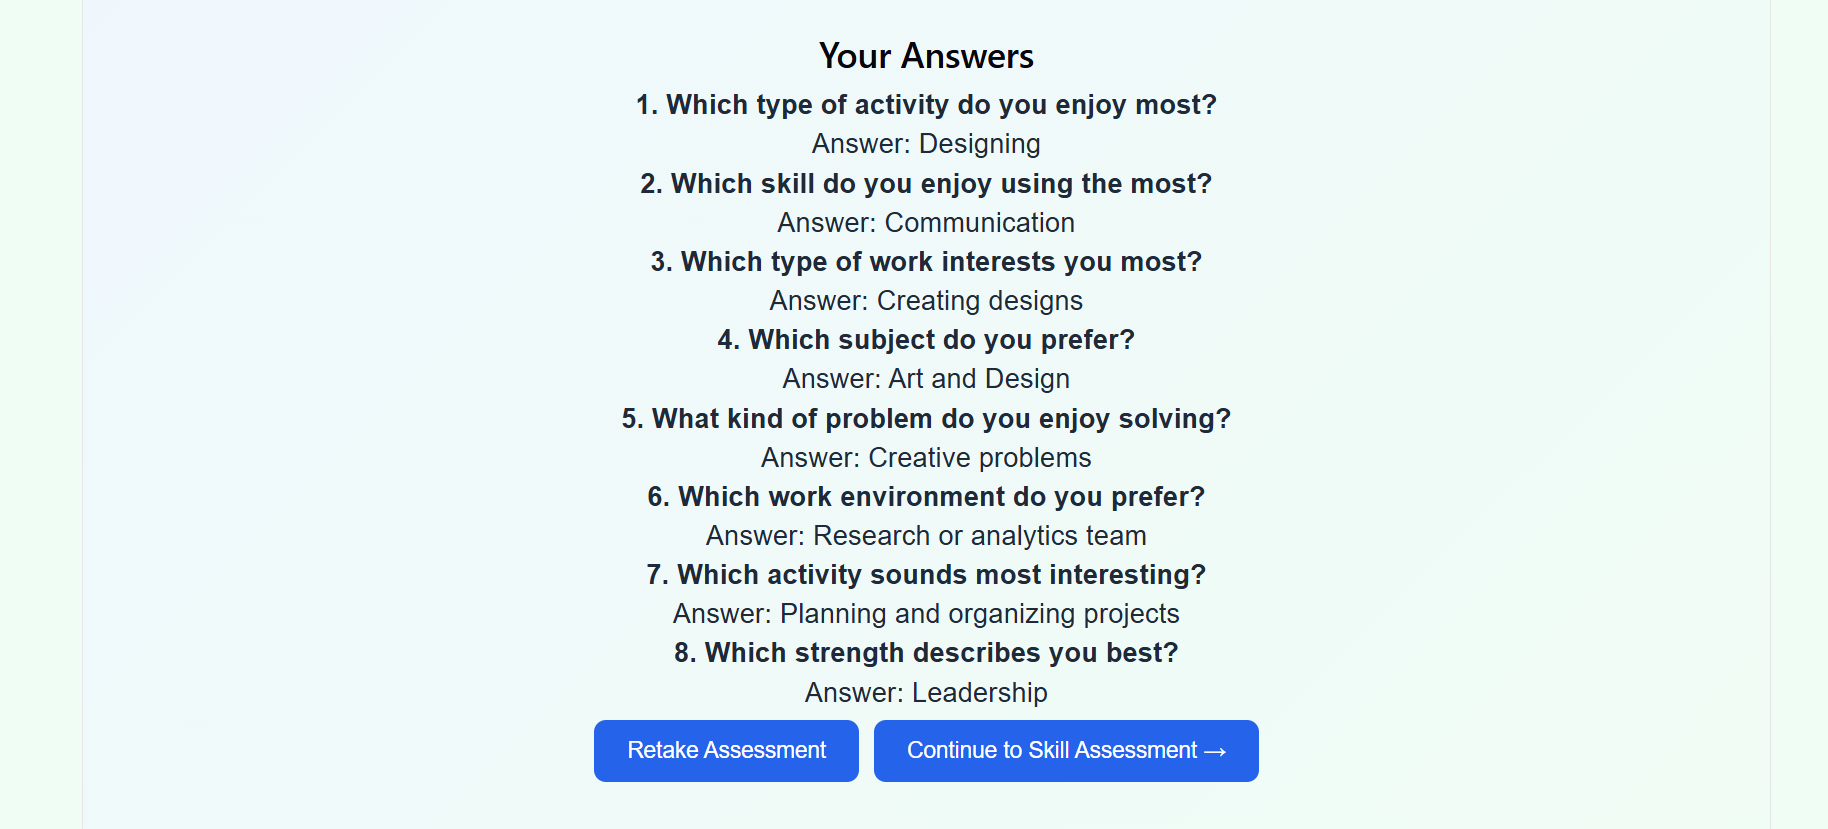 Your Answers
1. Which type of activity do you enjoy most?
Answer: Designing
2. Which skill do you enjoy using the most?
Answer: Communication
3. Which type of work interests you most?
Answer: Creating designs
4. Which subject do you prefer?
Answer: Art and Design
5. What kind of problem do you enjoy solving?
Answer: Creative problems
6. Which work environment do you prefer?
Answer: Research or analytics team
7. Which activity sounds most interesting?
Answer: Planning and organizing projects
8. Which strength describes you best?
Answer: Leadership
Retake Assessment
Continue to Skill Assessment →